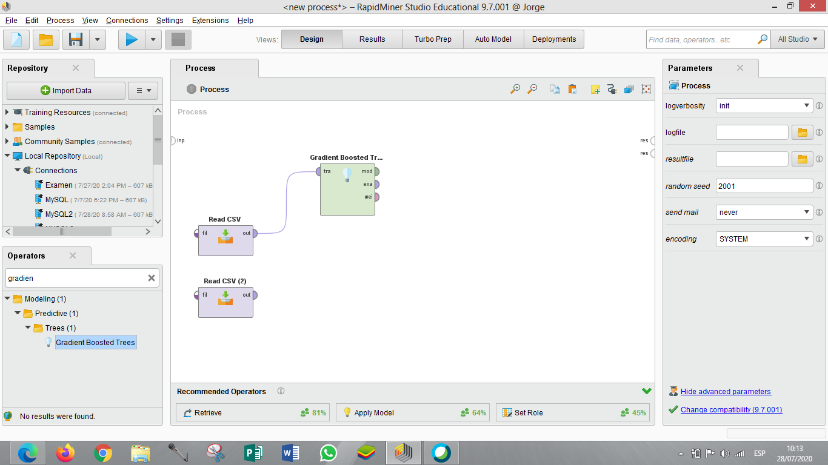 <new process*> – RapidMiner Studio Educational 9.7.001 @ Jorge
File Edit Process View Connections Settings Extensions Help
Views: Design Results Turbo Prep Auto Model Deployments
Find data, operators...etc
All Studio
Repository
Import Data
Training Resources (connected)
Samples
Community Samples (connected)
Local Repository (Local)
Connections
Examen ( 7/27/20 2:04 PM – 607 kB
MySQL ( 7/7/20 8:22 PM – 607 kB)
MySQL2 ( 7/28/20 8:58 AM – 607 kB
Operators
gradien
Modeling (1)
Predictive (1)
Trees (1)
Gradient Boosted Trees
No results were found.
Process
Process
Process
inp
res
res
Gradient Boosted Tr...
tra mod
exa
Read CSV
fil out
Read CSV (2)
fil out
Recommended Operators
Retrieve 81%
Apply Model 64%
Set Role 45%
Parameters
Process
logverbosity init
logfile
resultfile
random seed 2001
send mail never
encoding SYSTEM
Hide advanced parameters
Change compatibility (9.7.001)
ESP
10:13
28/07/2020